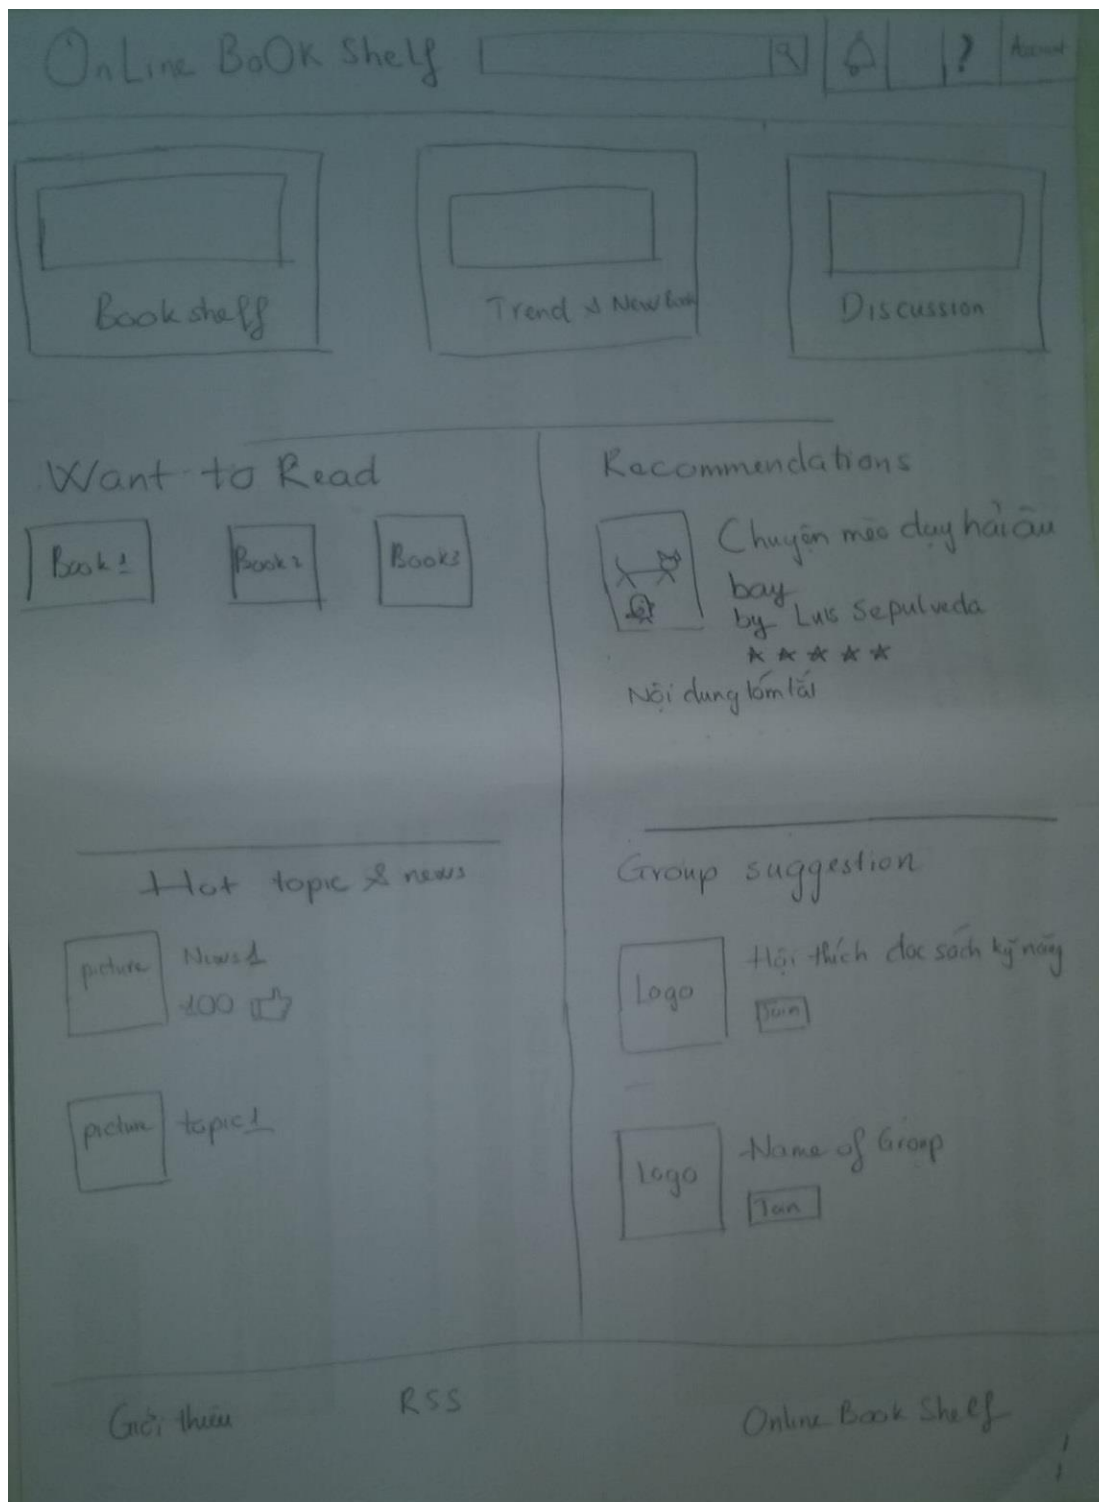 OnLine BoOK Shelf
? Account
Bookshelf
Trend & New Book
Discussion
Want to Read
Book 1
Book 2
Book 3
Recommendations
Chuyện mèo dạy hải âu
bay
by Luis Sepulveda
Nội dung tóm tắt
Hot topic & news
picture
News 1
100
picture
topic 1
Group suggestion
Logo
Hội thích đọc sách kỹ năng
Join
Logo
Name of Group
Join
Giới thiệu
RSS
Online Book Shelf